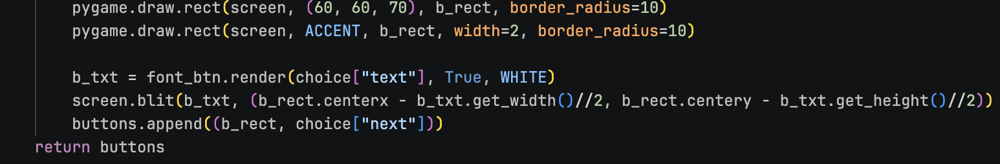 pygame.draw.rect(screen, (60, 60, 70), b_rect, border_radius=10)
pygame.draw.rect(screen, ACCENT, b_rect, width=2, border_radius=10)
b_txt = font_btn.render(choice["text"], True, WHITE)
screen.blit(b_txt, (b_rect.centerx - b_txt.get_width()//2, b_rect.centery - b_txt.get_height()//2))
buttons.append((b_rect, choice["next"]))
return buttons